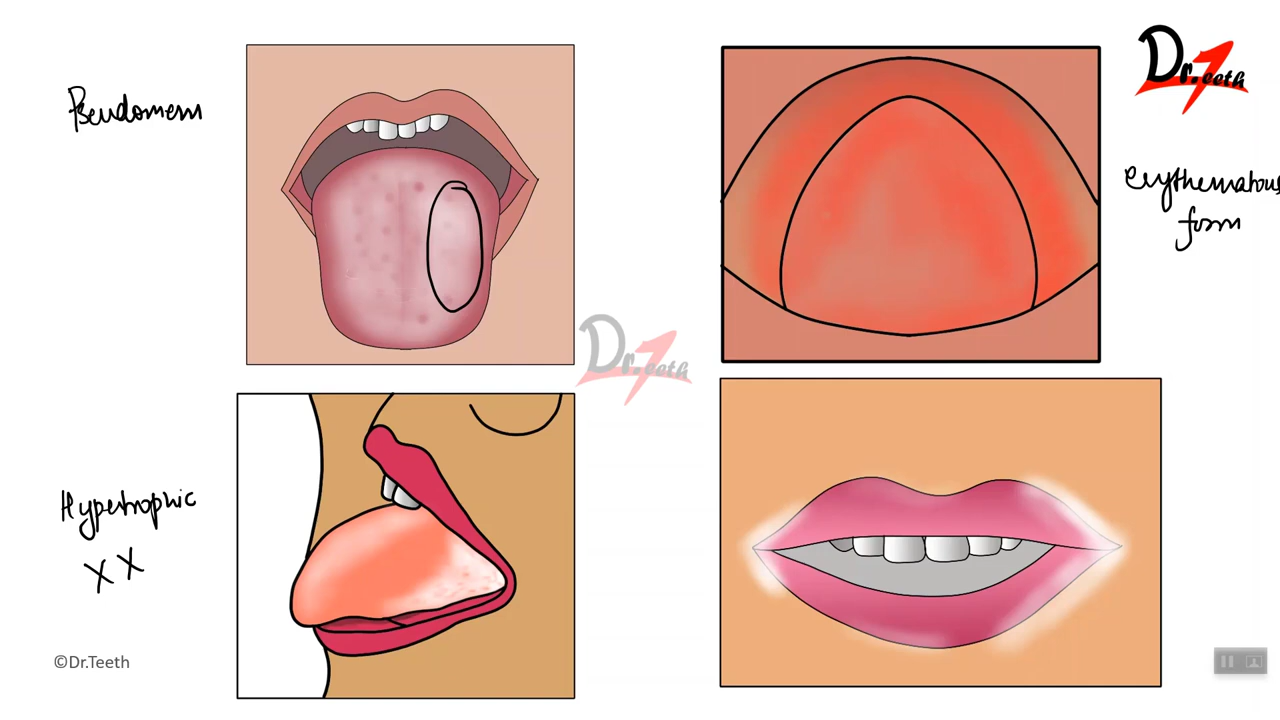 Pseudomem
Dr.Teeth
erythematous
form
Dr.Teeth
Hypertrophic
X X
©Dr.Teeth